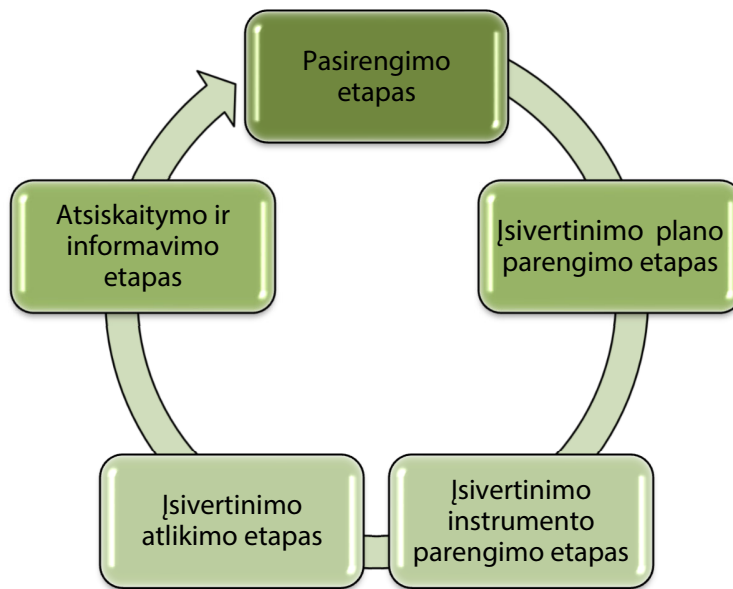 Pasirengimo
etapas
Įsivertinimo plano
parengimo etapas
Įsivertinimo
instrumento
parengimo etapas
Įsivertinimo
atlikimo etapas
Atsiskaitymo ir
informavimo
etapas